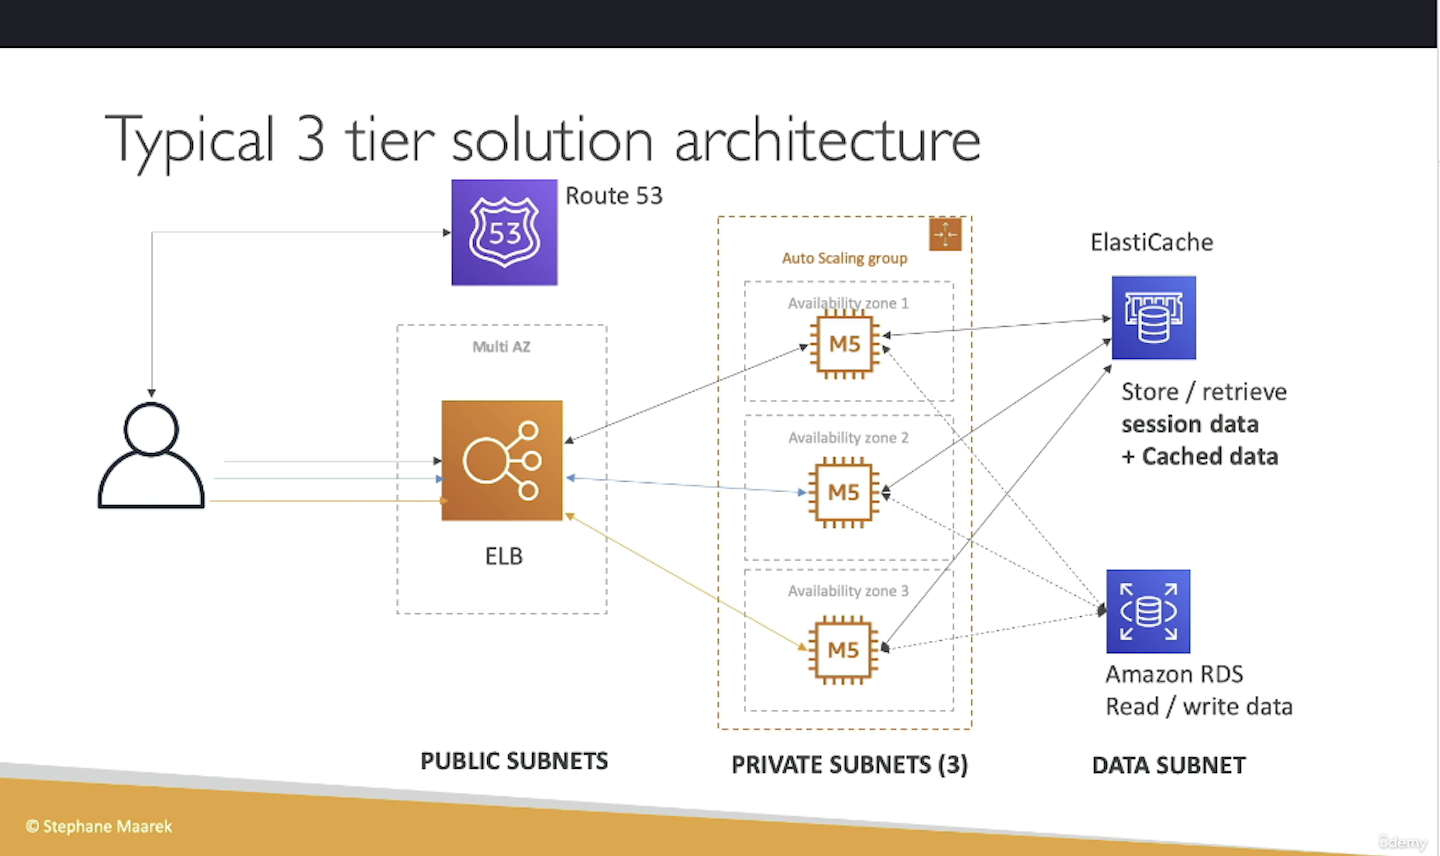 Typical 3 tier solution architecture
53
Route 53
Multi AZ
ELB
PUBLIC SUBNETS
Auto Scaling group
Availability zone 1
M5
Availability zone 2
M5
Availability zone 3
M5
PRIVATE SUBNETS (3)
ElastiCache
Store / retrieve
session data
+ Cached data
Amazon RDS
Read / write data
DATA SUBNET
© Stephane Maarek
ûdemy